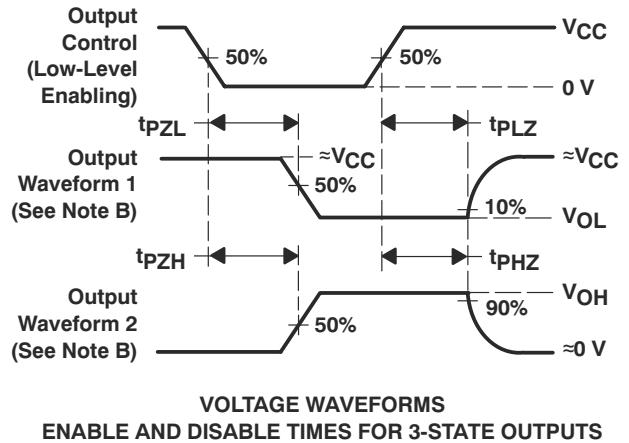 Output
Control
(Low-Level
Enabling)
50%
50%
VCC
0 V
tPZL
tPLZ
Output
Waveform 1
(See Note B)
≈VCC
50%
≈VCC
10%
VOL
tPZH
tPHZ
Output
Waveform 2
(See Note B)
50%
VOH
90%
≈0 V
VOLTAGE WAVEFORMS
ENABLE AND DISABLE TIMES FOR 3-STATE OUTPUTS